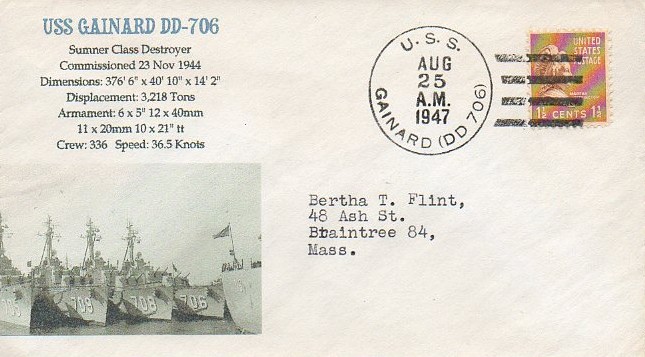 USS GAINARD DD-706
Sumner Class Destroyer
Commissioned 23 Nov 1944
Dimensions: 376' 6" x 40' 10" x 14' 2"
Displacement: 3,218 Tons
Armament: 6 x 5" 12 x 40mm
11 x 20mm 10 x 21" tt
Crew: 336 Speed: 36.5 Knots
U. S. S.
AUG
25
A.M.
1947
GAINARD (DD 706)
UNITED
STATES
POSTAGE
1½ CENTS 1½
Bertha T. Flint,
48 Ash St.
Braintree 84,
Mass.
709
708
706